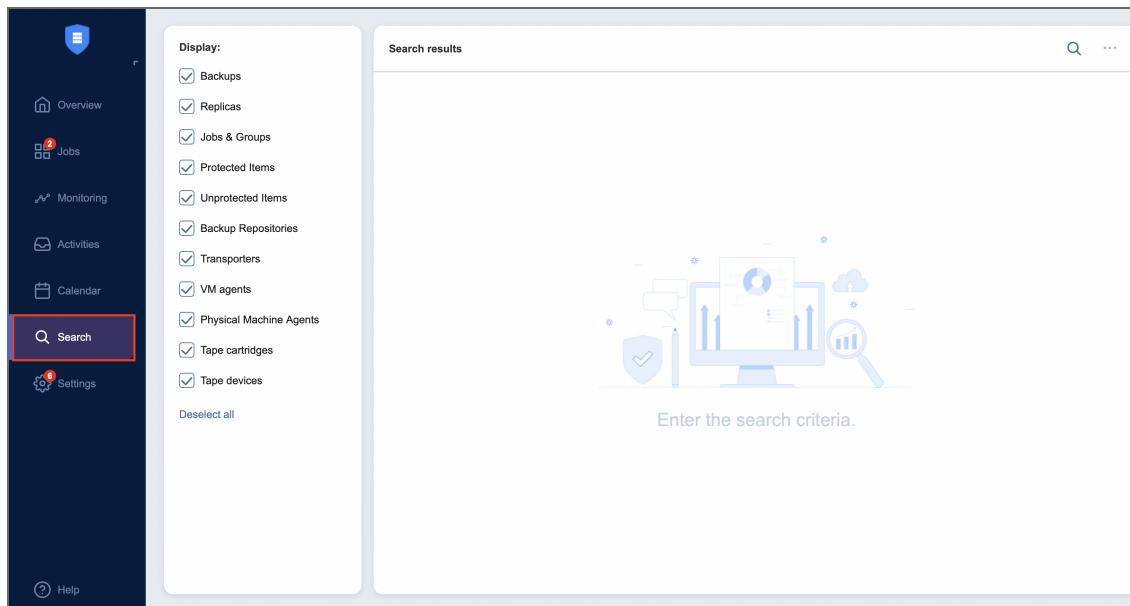 Overview
2
Jobs
Monitoring
Activities
Calendar
Search
6
Settings
Help
Display:
Backups
Replicas
Jobs & Groups
Protected Items
Unprotected Items
Backup Repositories
Transporters
VM agents
Physical Machine Agents
Tape cartridges
Tape devices
Deselect all
Search results
Enter the search criteria.